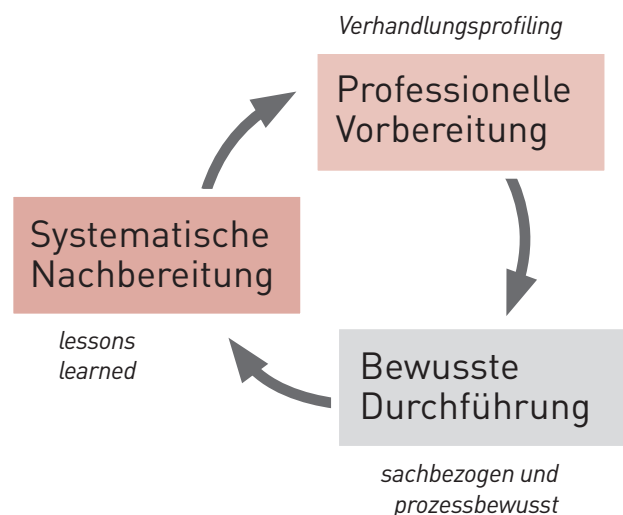 Verhandlungsprofiling
Professionelle
Vorbereitung
Systematische
Nachbereitung
lessons
learned
Bewusste
Durchführung
sachbezogen und
prozessbewusst